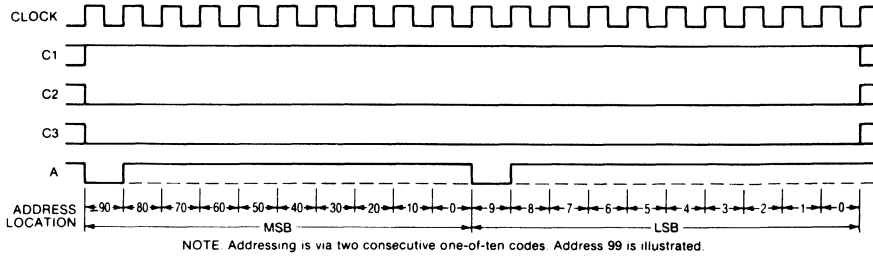 CLOCK
C1
C2
C3
A
ADDRESS LOCATION
90 80 70 60 50 40 30 20 10 0 9 8 7 6 5 4 3 2 1 0
MSB LSB
NOTE: Addressing is via two consecutive one-of-ten codes. Address 99 is illustrated.